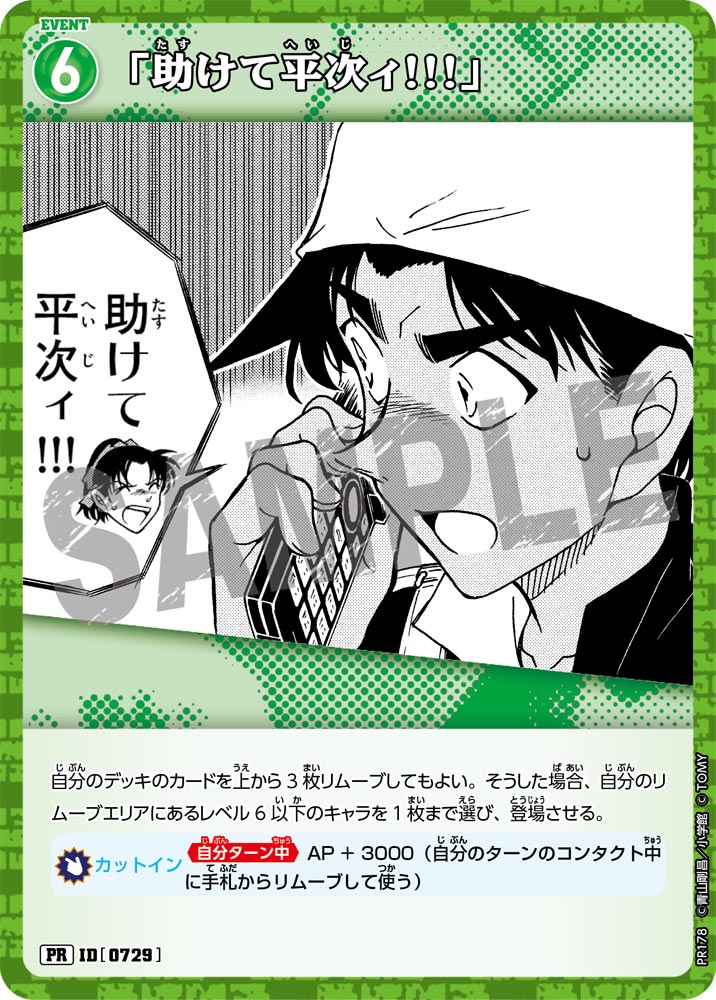 EVENT
6
「助けて平次ィ!!!」
助けて
平次ィ
!!!
SAMPLE
自分のデッキのカードを上から3枚リムーブしてもよい。そうした場合、自分のリ
ムーブエリアにあるレベル6以下のキャラを1枚まで選び、登場させる。
カットイン 自分ターン中 AP + 3000（自分のターンのコンタクト中
に手札からリムーブして使う）
PR ID[0729]
PR178 ©青山剛昌／小学館 ©TOMY